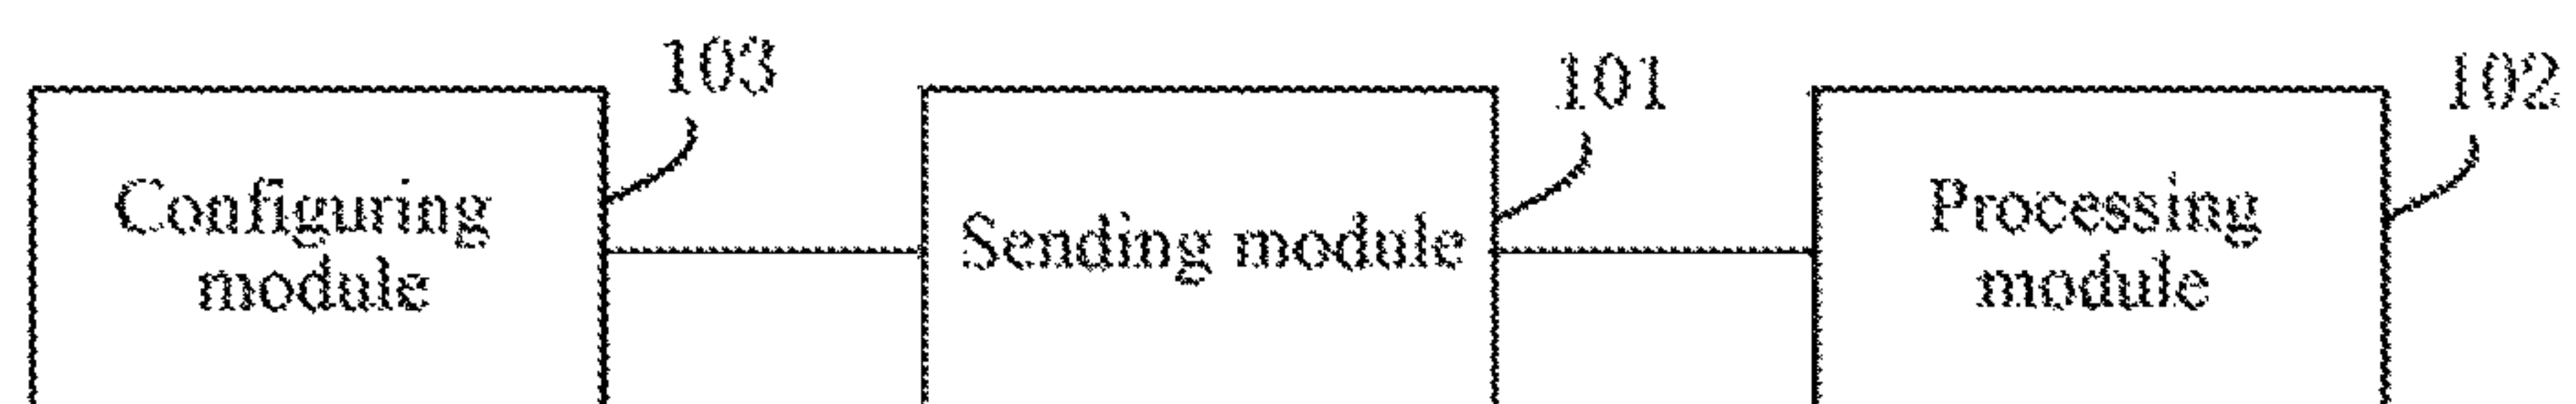 103
101
102
Configuring
module
Sending module
Processing
module